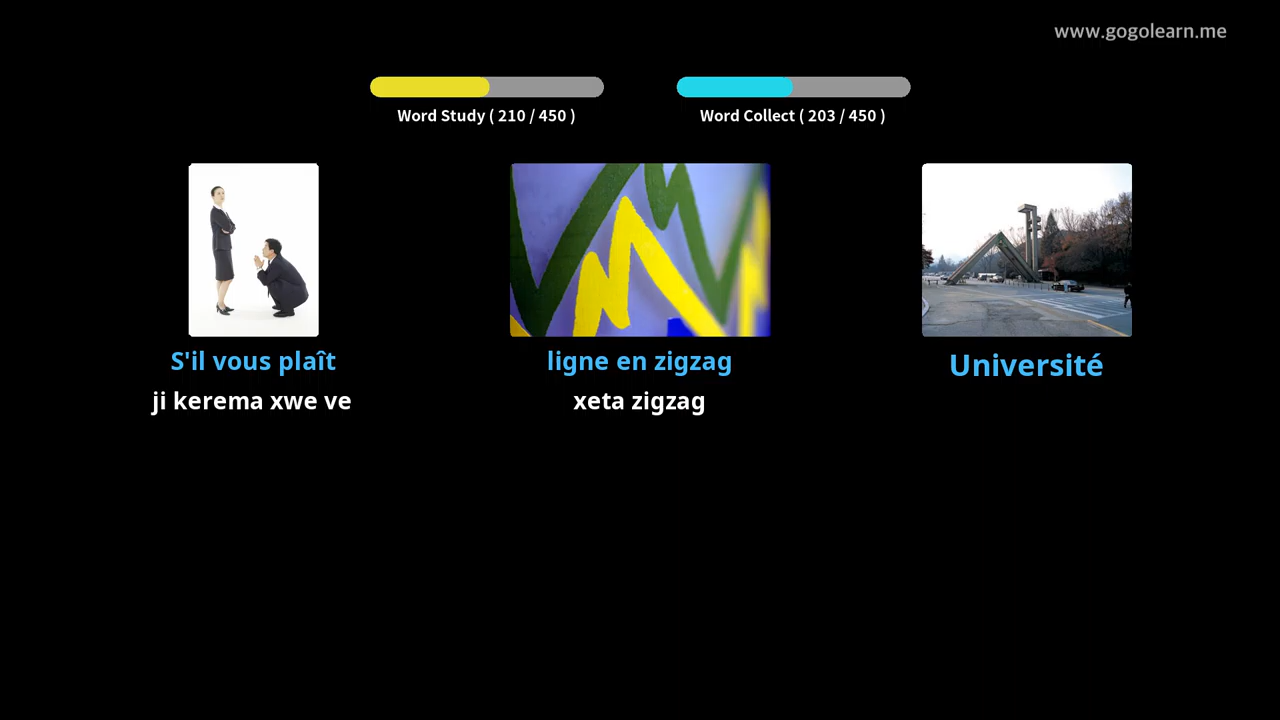 www.gogolearn.me
Word Study ( 210 / 450 )
Word Collect ( 203 / 450 )
S'il vous plaît
ji kerema xwe ve
ligne en zigzag
xeta zigzag
Université